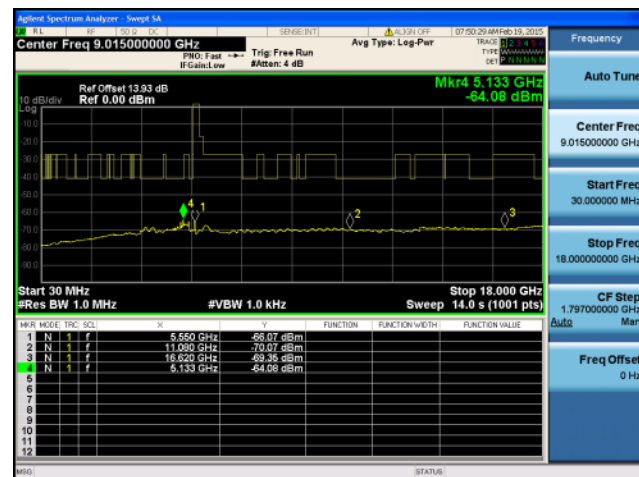 Agilent Spectrum Analyzer - Swept SA
RL RF 50 Ω DC SENSE:INT ALIGN OFF 07:50:29 AM Feb 19, 2015
Center Freq 9.015000000 GHz
PNO: Fast
IFGain:Low
Trig: Free Run
#Atten: 4 dB
Avg Type: Log-Pwr
TRACE 1 2 3 4 5 6
TYPE
DET P N N N N N
Ref Offset 13.93 dB
Ref 0.00 dBm
10 dB/div
Log
Mkr4 5.133 GHz
-64.08 dBm
-10.0
-20.0
-30.0
-40.0
-50.0
-60.0
-70.0
-80.0
-90.0
4
1
2
3
Start 30 MHz
#Res BW 1.0 MHz
#VBW 1.0 kHz
Stop 18.000 GHz
Sweep 14.0 s (1001 pts)
MKR MODE TRC SCL X Y FUNCTION FUNCTION WIDTH FUNCTION VALUE
1 N 1 f 5.550 GHz -66.07 dBm
2 N 1 f 11.080 GHz -70.07 dBm
3 N 1 f 16.620 GHz -69.35 dBm
4 N 1 f 5.133 GHz -64.08 dBm
5
6
7
8
9
10
11
12
MSG STATUS
Frequency
Auto Tune
Center Freq
9.015000000 GHz
Start Freq
30.000000 MHz
Stop Freq
18.000000000 GHz
CF Step
1.797000000 GHz
Auto Man
Freq Offset
0 Hz